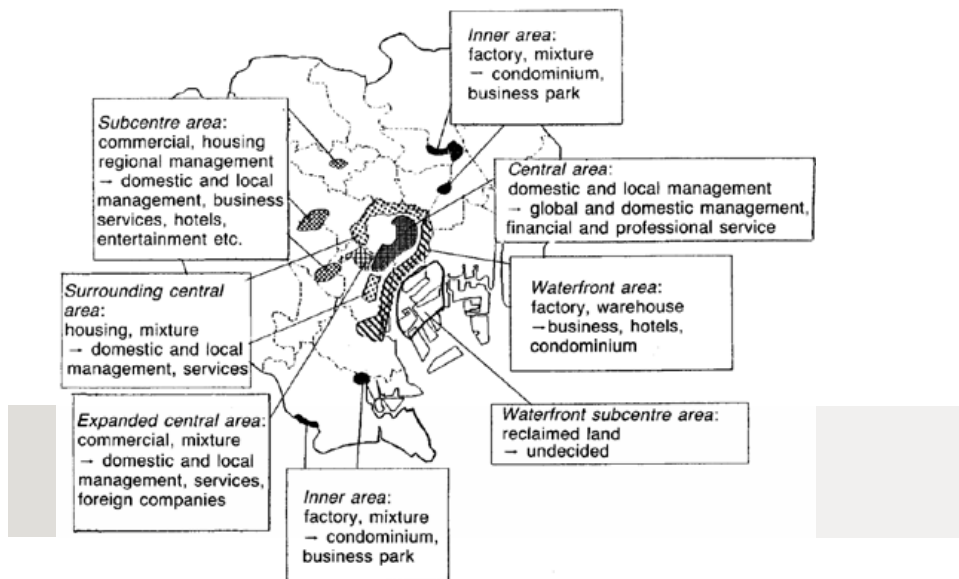 Inner area:
factory, mixture
→ condominium,
business park
Subcentre area:
commercial, housing
regional management
→ domestic and local
management, business
services, hotels,
entertainment etc.
Central area:
domestic and local management
→ global and domestic management,
financial and professional service
Surrounding central
area:
housing, mixture
→ domestic and local
management, services
Waterfront area:
factory, warehouse
→business, hotels,
condominium
Expanded central area:
commercial, mixture
→ domestic and local
management, services,
foreign companies
Waterfront subcentre area:
reclaimed land
→ undecided
Inner area:
factory, mixture
→ condominium,
business park